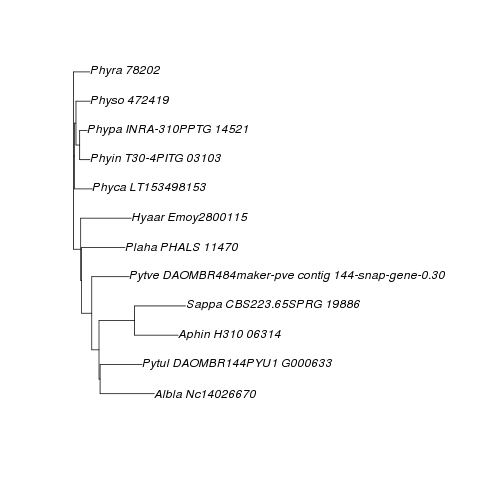 Phyra 78202
Physo 472419
Phypa INRA-310PPTG 14521
Phyin T30-4PITG 03103
Phyca LT153498153
Hyaar Emoy2800115
Plaha PHALS 11470
Pytve DAOMBR484maker-pve contig 144-snap-gene-0.30
Sappa CBS223.65SPRG 19886
Aphin H310 06314
Pytul DAOMBR144PYU1 G000633
Albla Nc14026670